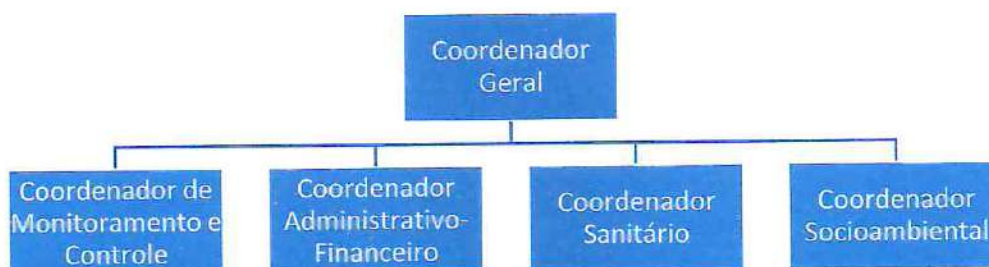 Coordenador
Geral
Coordenador de
Monitoramento e
Controle
Coordenador
Administrativo-
Financeiro
Coordenador
Sanitário
Coordenador
Socioambiental